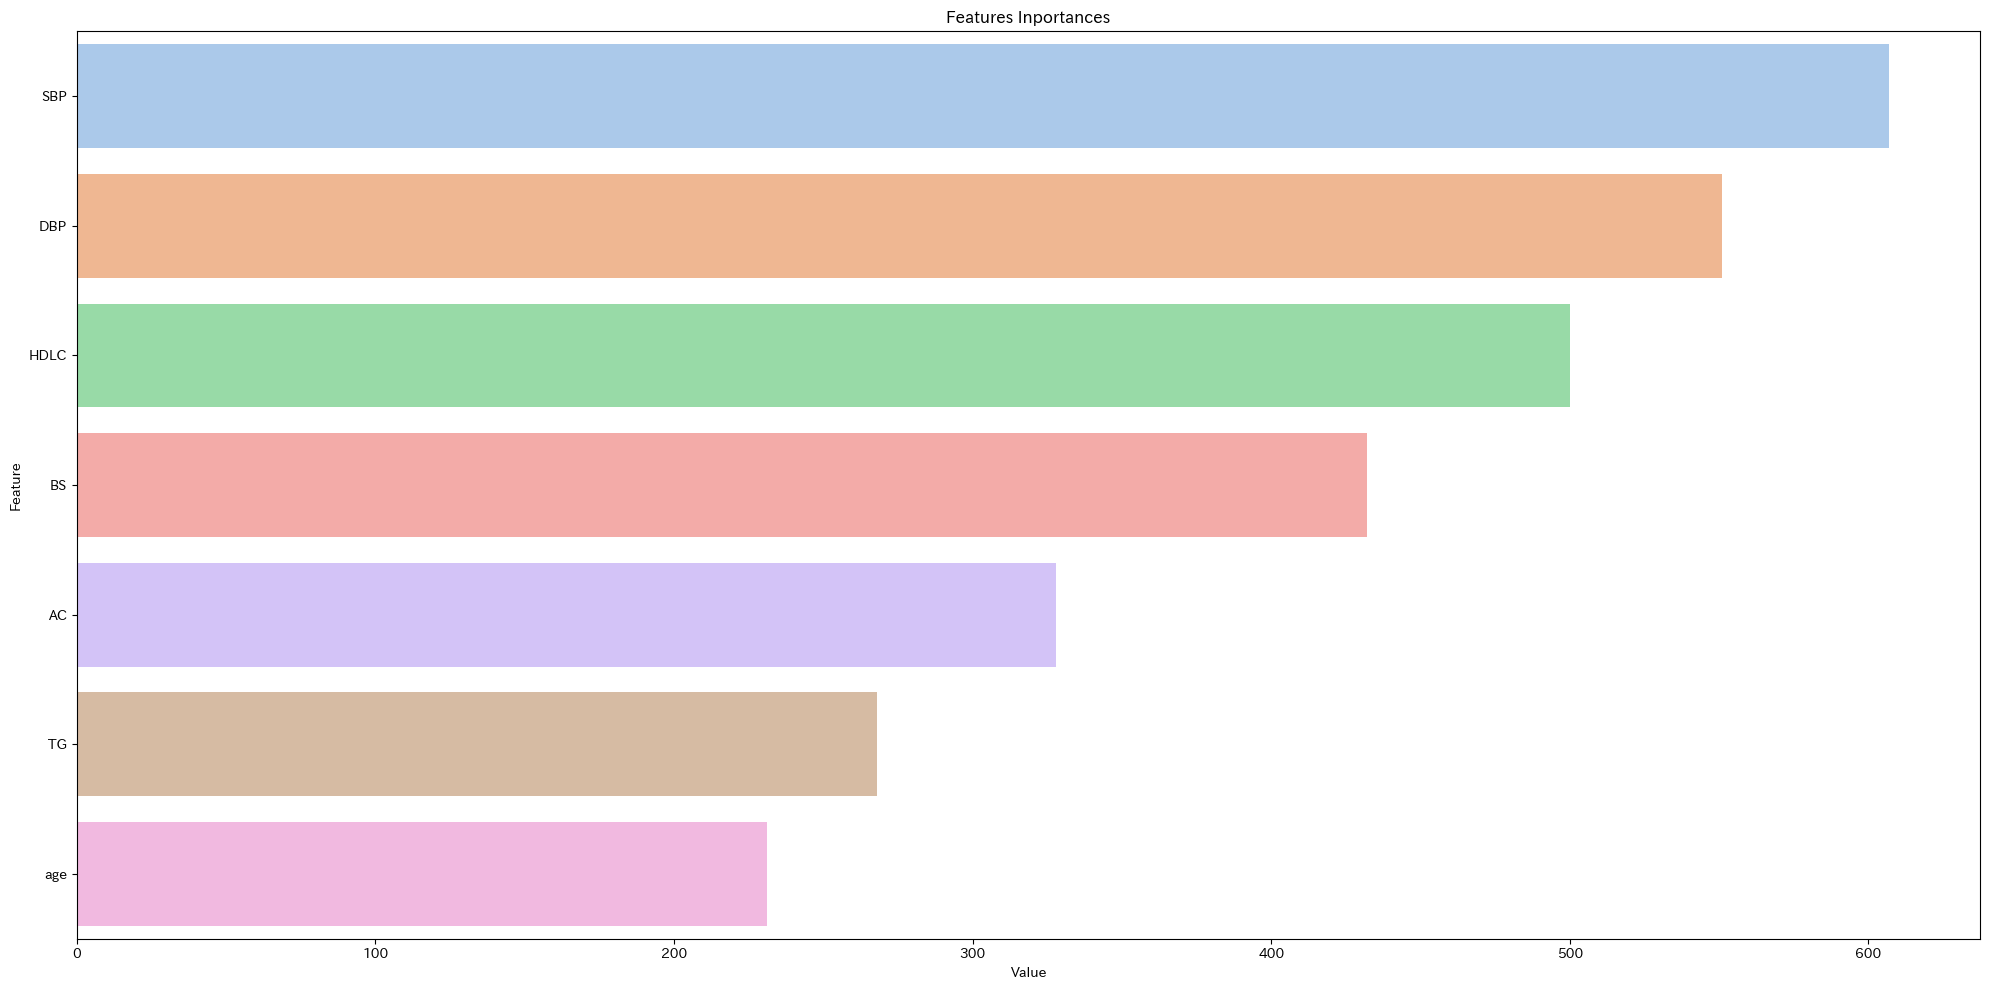 Features Inportances
SBP
DBP
HDLC
BS
AC
TG
age
Feature
0 100 200 300 400 500 600
Value